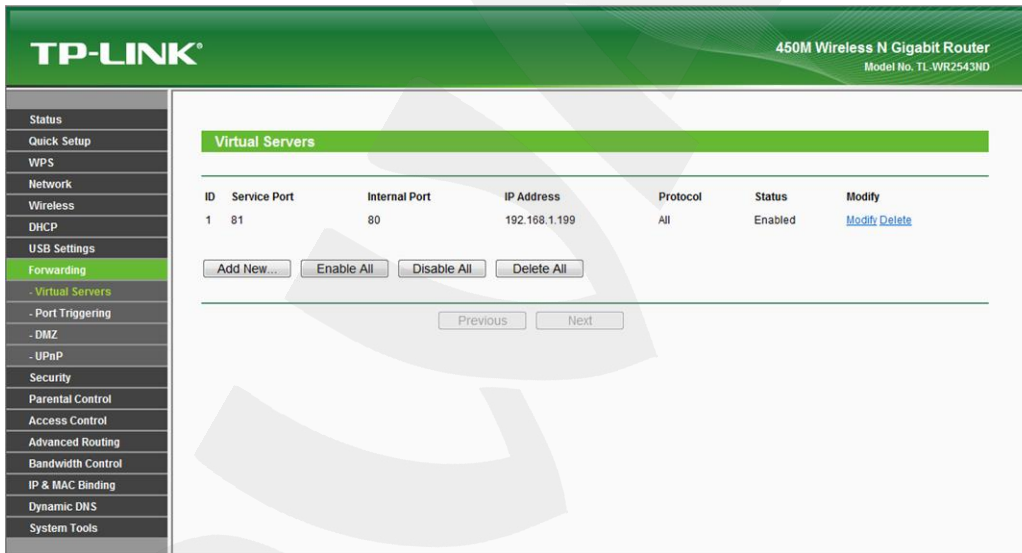 TP-LINK®
450M Wireless N Gigabit Router
Model No. TL-WR2543ND
Status
Quick Setup
WPS
Network
Wireless
DHCP
USB Settings
Forwarding
- Virtual Servers
- Port Triggering
- DMZ
- UPnP
Security
Parental Control
Access Control
Advanced Routing
Bandwidth Control
IP & MAC Binding
Dynamic DNS
System Tools
Virtual Servers
ID Service Port Internal Port IP Address Protocol Status Modify
1 81 80 192.168.1.199 All Enabled Modify Delete
Add New... Enable All Disable All Delete All
Previous Next